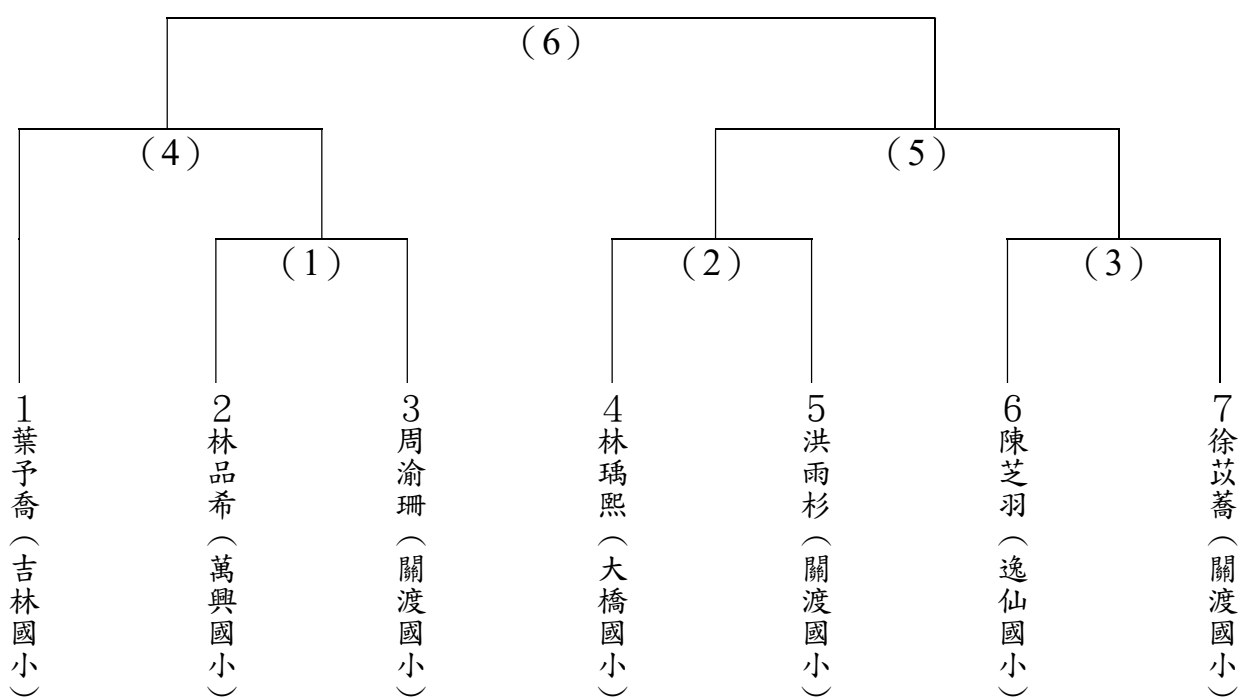 (6)
(4)
(5)
(1)
(2)
(3)
1葉予喬(吉林國小)
2林品希(萬興國小)
3周渝珊(關渡國小)
4林瑀熙(大橋國小)
5洪雨杉(關渡國小)
6陳芝羽(逸仙國小)
7徐苡蕎(關渡國小)